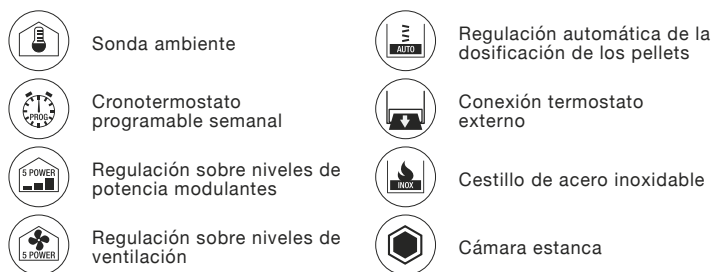 Sonda ambiente
PROG.
Cronotermostato
programable semanal
5 POWER
Regulación sobre niveles de
potencia modulantes
5 POWER
Regulación sobre niveles de
ventilación
AUTO
Regulación automática de la
dosificación de los pellets
Conexión termostato
externo
INOX
Cestillo de acero inoxidable
Cámara estanca